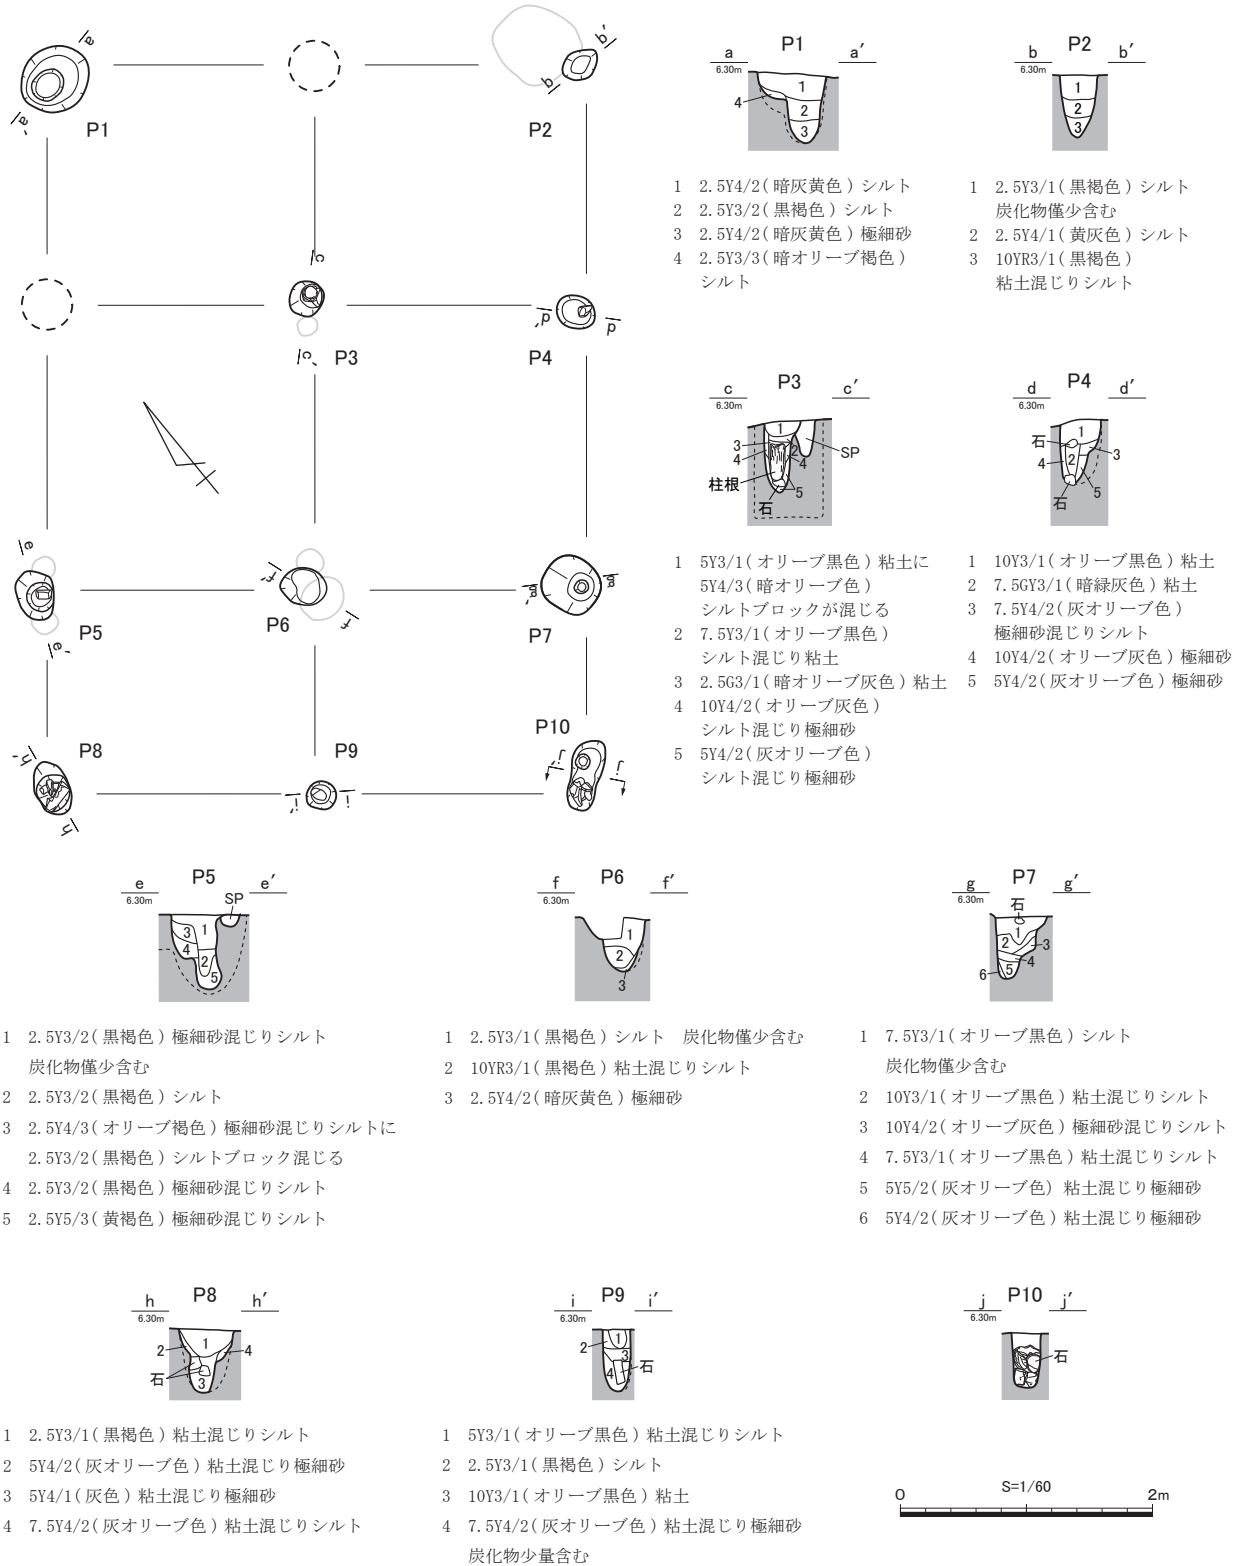 a
a′
P1
b′
b
P2
c
c′
P3
d′
d
P4
e
e′
P5
f′
f
P6
g
g′
P7
h′
h
P8
i′
i
P9
j′
j
P10
P1
a a′
6.30m
1
2
3
4
1 2.5Y4/2(暗灰黄色)シルト
2 2.5Y3/2(黒褐色)シルト
3 2.5Y4/2(暗灰黄色)極細砂
4 2.5Y3/3(暗オリーブ褐色)
シルト
P2
b b′
6.30m
1
2
3
1 2.5Y3/1(黒褐色)シルト
炭化物僅少含む
2 2.5Y4/1(黄灰色)シルト
3 10YR3/1(黒褐色)
粘土混じりシルト
P3
c c′
6.30m
1
3
2
4
4
SP
柱根
5
石
1 5Y3/1(オリーブ黒色)粘土に
5Y4/3(暗オリーブ色)
シルトブロックが混じる
2 7.5Y3/1(オリーブ黒色)
シルト混じり粘土
3 2.5G3/1(暗オリーブ灰色)粘土
4 10Y4/2(オリーブ灰色)
シルト混じり極細砂
5 5Y4/2(灰オリーブ色)
シルト混じり極細砂
P4
d d′
6.30m
石
1
4
2
3
石
5
1 10Y3/1(オリーブ黒色)粘土
2 7.5GY3/1(暗緑灰色)粘土
3 7.5Y4/2(灰オリーブ色)
極細砂混じりシルト
4 10Y4/2(オリーブ灰色)極細砂
5 5Y4/2(灰オリーブ色)極細砂
P5
e e′
6.30m
SP
3
1
4
2
5
1 2.5Y3/2(黒褐色)極細砂混じりシルト
炭化物僅少含む
2 2.5Y3/2(黒褐色)シルト
3 2.5Y4/3(オリーブ褐色)極細砂混じりシルトに
2.5Y3/2(黒褐色)シルトブロック混じる
4 2.5Y3/2(黒褐色)極細砂混じりシルト
5 2.5Y5/3(黄褐色)極細砂混じりシルト
P6
f f′
6.30m
1
2
3
1 2.5Y3/1(黒褐色)シルト 炭化物僅少含む
2 10YR3/1(黒褐色)粘土混じりシルト
3 2.5Y4/2(暗灰黄色)極細砂
P7
g g′
6.30m
石
1
2
3
4
6
5
1 7.5Y3/1(オリーブ黒色)シルト
炭化物僅少含む
2 10Y3/1(オリーブ黒色)粘土混じりシルト
3 10Y4/2(オリーブ灰色)極細砂混じりシルト
4 7.5Y3/1(オリーブ黒色)粘土混じりシルト
5 5Y5/2(灰オリーブ色)粘土混じり極細砂
6 5Y4/2(灰オリーブ色)粘土混じり極細砂
P8
h h′
6.30m
1
2
4
石
3
1 2.5Y3/1(黒褐色)粘土混じりシルト
2 5Y4/2(灰オリーブ色)粘土混じり極細砂
3 5Y4/1(灰色)粘土混じり極細砂
4 7.5Y4/2(灰オリーブ色)粘土混じりシルト
P9
i i′
6.30m
1
2
3
石
4
1 5Y3/1(オリーブ黒色)粘土混じりシルト
2 2.5Y3/1(黒褐色)シルト
3 10Y3/1(オリーブ黒色)粘土
4 7.5Y4/2(灰オリーブ色)粘土混じり極細砂
炭化物少量含む
P10
j j′
6.30m
石
S=1/60
0 2m